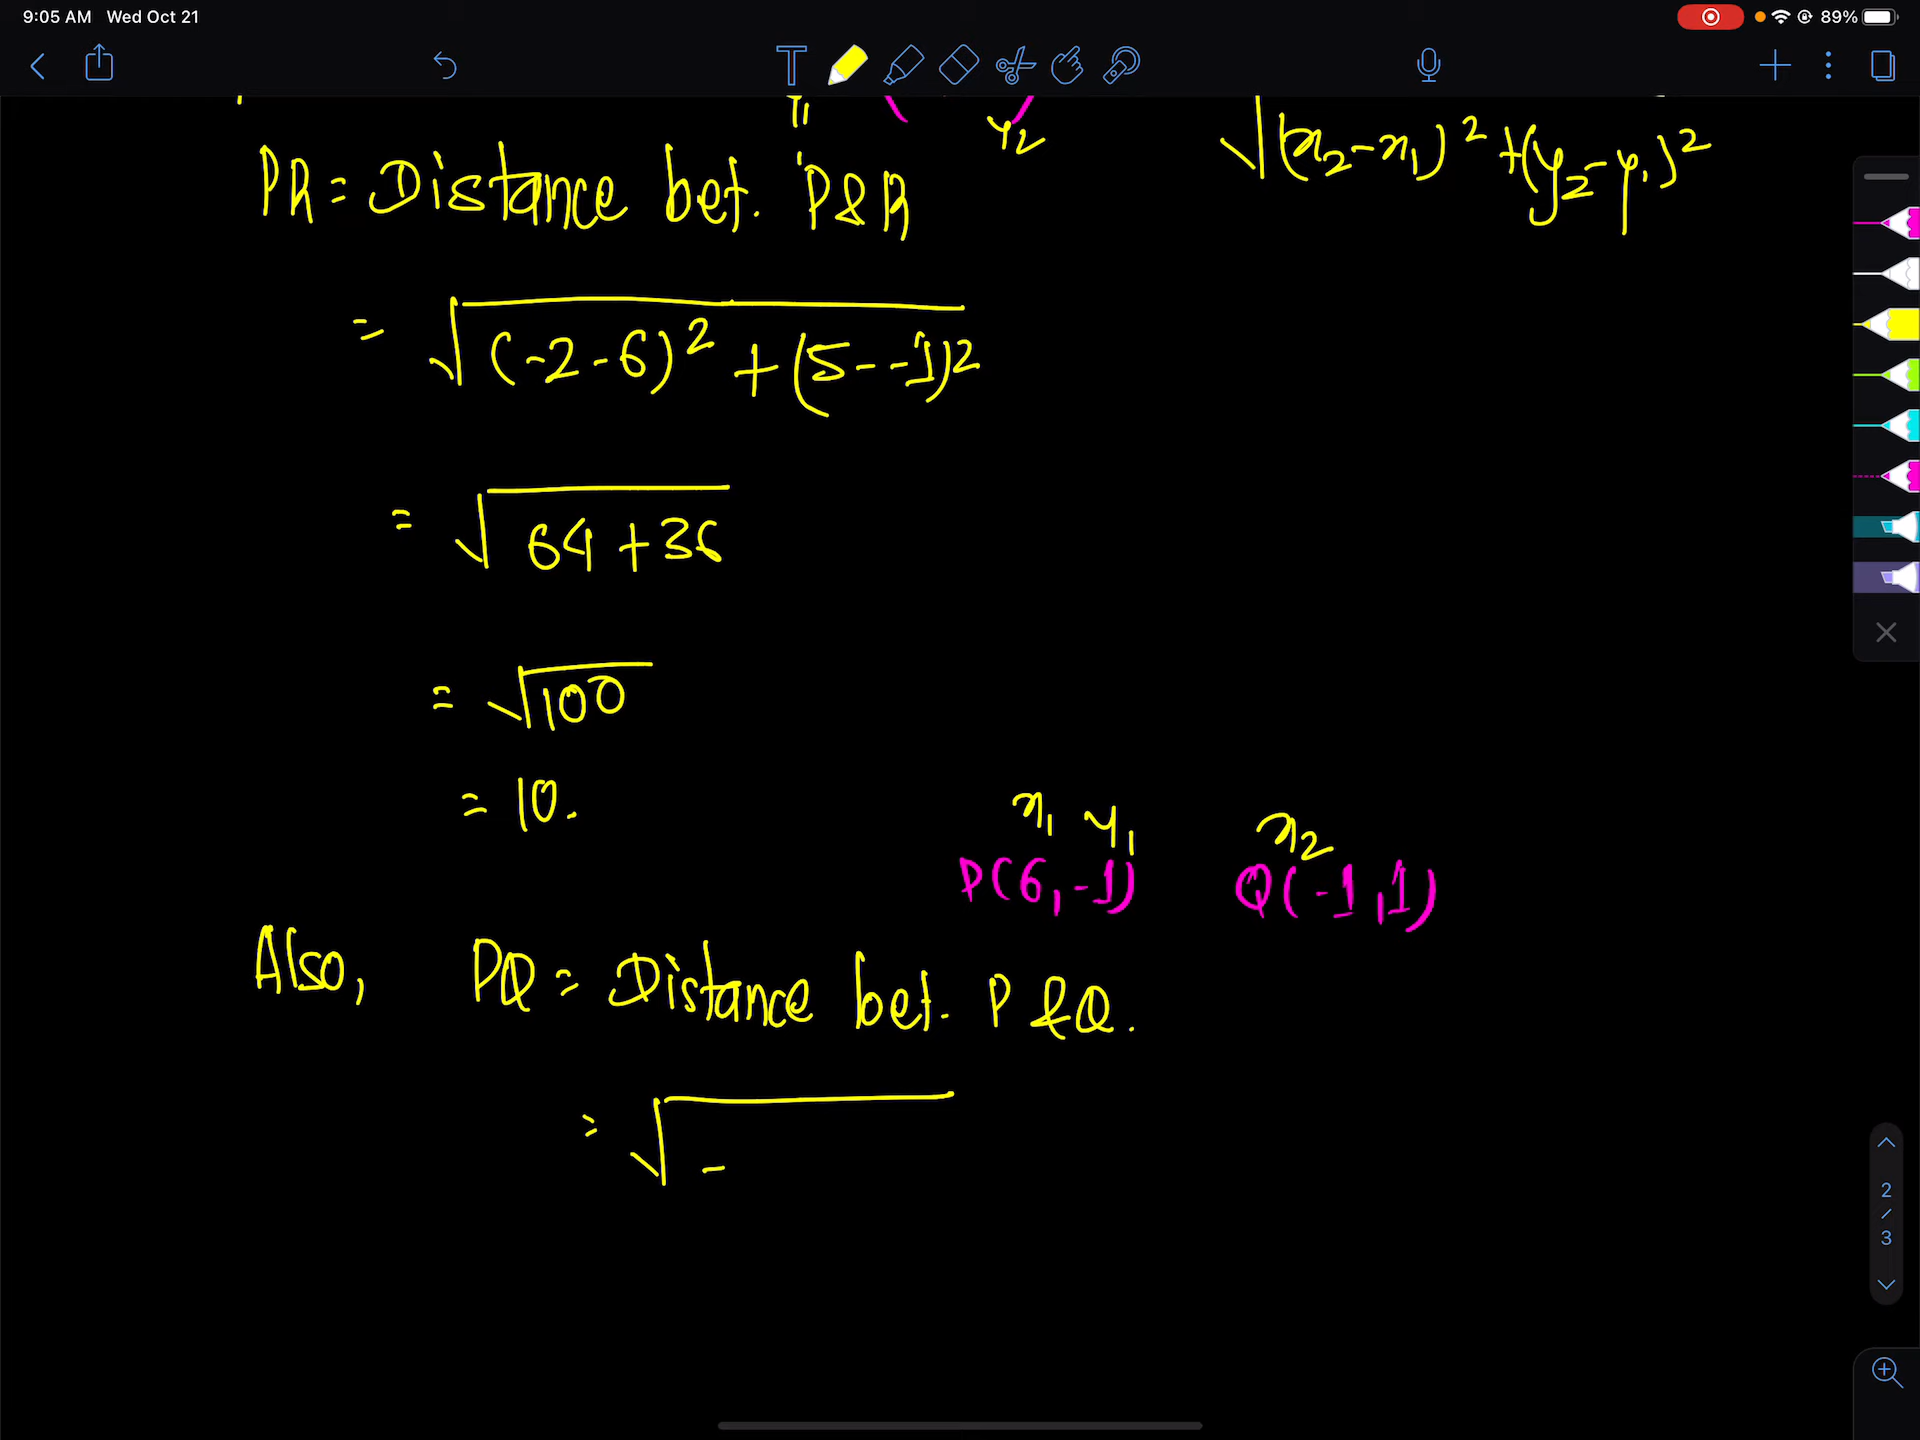 9:05 AM Wed Oct 21
89%
T
y₁ y₂
√(x₂-x₁)² + (y₂-y₁)²
PR = Distance bet. P & R
= √(-2-6)² + (5--1)²
= √64+36
= √100
= 10.
x₁ y₁ x₂
P(6,-1) Q(-1,1)
Also, PQ = Distance bet. P & Q.
= √-
2
/
3